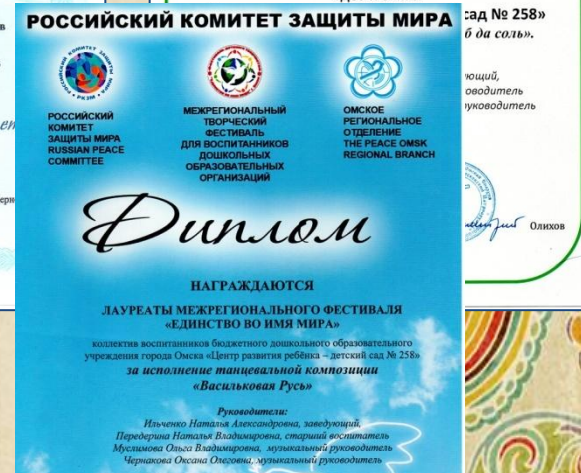 РОССИЙСКИЙ КОМИТЕТ ЗАЩИТЫ МИРА
РОССИЙСКИЙ
КОМИТЕТ
ЗАЩИТЫ МИРА
RUSSIAN PEACE
COMMITTEE
МЕЖРЕГИОНАЛЬНЫЙ
ТВОРЧЕСКИЙ
ФЕСТИВАЛЬ
ДЛЯ ВОСПИТАННИКОВ
ДОШКОЛЬНЫХ
ОБРАЗОВАТЕЛЬНЫХ
ОРГАНИЗАЦИЙ
ОМСКОЕ
РЕГИОНАЛЬНОЕ
ОТДЕЛЕНИЕ
THE PEACE OMSK
REGIONAL BRANCH
Диплом
НАГРАЖДАЮТСЯ
ЛАУРЕАТЫ МЕЖРЕГИОНАЛЬНОГО ФЕСТИВАЛЯ
«ЕДИНСТВО ВО ИМЯ МИРА»
коллектив воспитанников бюджетного дошкольного образовательного
учреждения города Омска «Центр развития ребёнка – детский сад № 258»
за исполнение танцевальной композиции
«Васильковая Русь»
Руководители:
Ильченко Наталья Александровна, заведующий,
Передерина Наталья Владимировна, старший воспитатель
Муслимова Ольга Владимировна, музыкальный руководитель
Чернакова Оксана Олеговна, музыкальный руководитель
сад № 258»
б да соль».
ющий,
оводитель
уководитель
Олихов